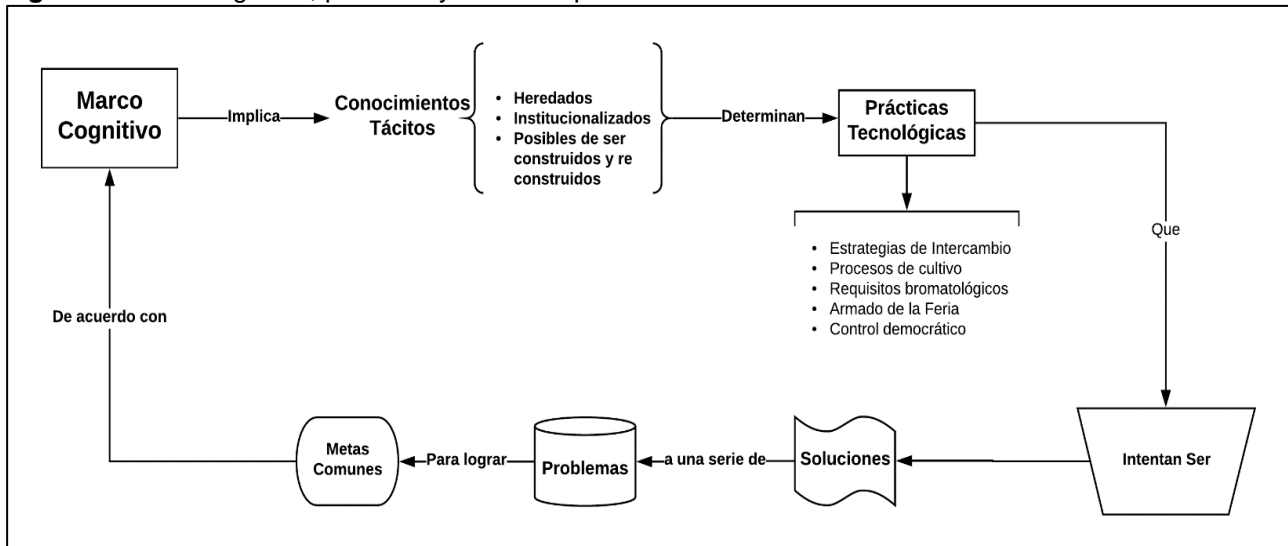 Marco
Cognitivo
Implica
Conocimientos
Tácitos
• Heredados
• Institucionalizados
• Posibles de ser
construidos y re
construidos
Determinan
Prácticas
Tecnológicas
• Estrategias de Intercambio
• Procesos de cultivo
• Requisitos bromatológicos
• Armado de la Feria
• Control democrático
Que
Intentan Ser
Soluciones
a una serie de
Problemas
Para lograr
Metas
Comunes
De acuerdo con